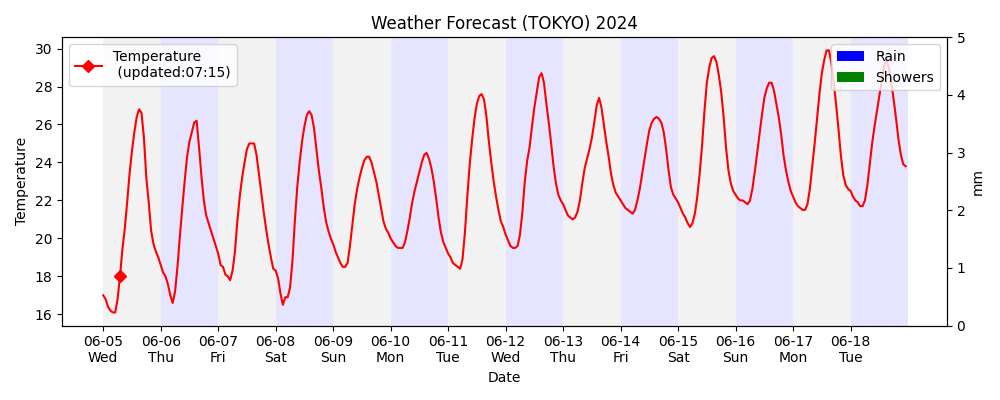 Weather Forecast (TOKYO) 2024
Temperature
(updated:07:15)
Rain
Showers
Temperature
30
28
26
24
22
20
18
16
5
4
3
2
1
0
mm
06-05 06-06 06-07 06-08 06-09 06-10 06-11 06-12 06-13 06-14 06-15 06-16 06-17 06-18
Wed Thu Fri Sat Sun Mon Tue Wed Thu Fri Sat Sun Mon Tue
Date